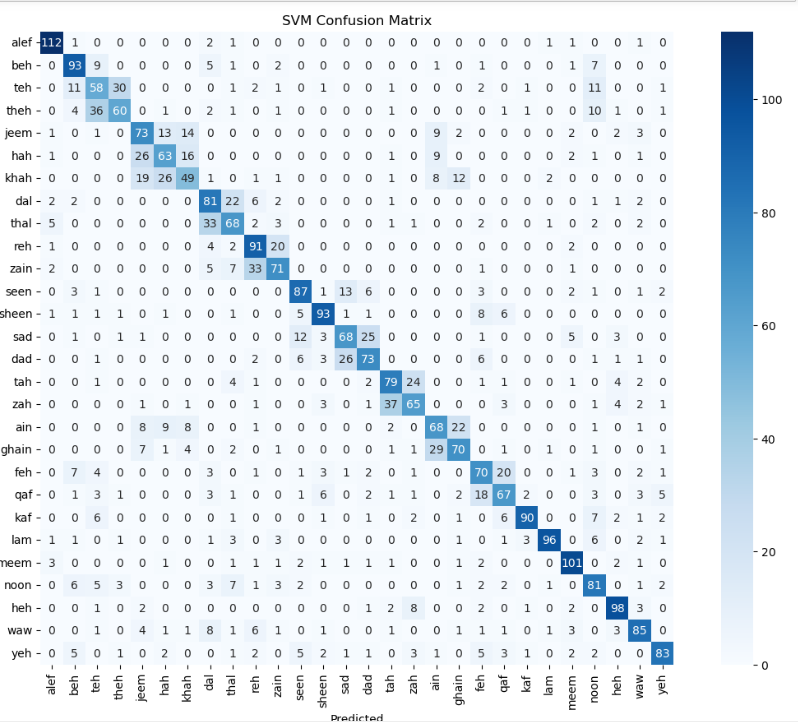 SVM Confusion Matrix
alef 112 1 0 0 0 0 0 2 1 0 0 0 0 0 0 0 0 0 0 0 0 0 1 1 0 0 1 0
beh 0 93 9 0 0 0 0 5 1 0 2 0 0 0 0 0 0 1 0 1 0 0 0 1 7 0 0 0
teh 0 11 58 30 0 0 0 0 1 2 1 0 1 0 0 1 0 0 0 2 0 1 0 0 11 0 0 1
theh 0 4 36 60 0 1 0 2 1 0 1 0 0 0 0 0 0 0 0 0 1 1 0 0 10 1 0 1
jeem 1 0 1 0 73 13 14 0 0 0 0 0 0 0 0 0 0 9 2 0 0 0 0 2 0 2 3 0
hah 1 0 0 0 26 63 16 0 0 0 0 0 0 0 0 1 0 9 0 0 0 0 0 2 1 0 1 0
khah 0 0 0 0 19 26 49 1 0 1 1 0 0 0 0 0 0 8 12 0 0 0 2 0 0 0 0 0
dal 2 2 0 0 0 0 0 81 22 6 2 0 0 0 0 1 0 0 0 0 0 0 0 0 1 1 2 0
thal 5 0 0 0 0 0 0 33 68 2 3 0 0 0 0 1 1 0 0 2 0 0 1 0 2 0 2 0
reh 1 0 0 0 0 0 0 4 2 91 20 0 0 0 0 0 0 0 0 0 0 0 0 2 0 0 0 0
zain 2 0 0 0 0 0 0 5 7 33 71 0 0 0 0 0 0 0 0 1 0 0 0 1 0 0 0 0
seen 0 3 1 0 0 0 0 0 0 0 0 87 1 13 6 0 0 0 0 3 0 0 0 2 1 0 1 2
sheen 1 1 1 1 0 1 0 0 1 0 0 5 93 1 1 0 0 0 0 8 6 0 0 0 0 0 0 0
sad 0 1 0 1 1 0 0 0 0 0 0 12 3 68 25 0 0 0 0 1 0 0 0 5 0 3 0 0
dad 0 0 1 0 0 0 0 0 0 2 0 6 3 26 73 0 0 0 0 6 0 0 0 0 1 1 1 0
tah 0 0 1 0 0 0 0 0 4 1 0 0 0 0 2 79 24 0 0 1 1 0 0 1 0 4 2 0
zah 0 0 0 0 1 0 1 0 0 1 0 0 3 0 1 37 65 0 0 0 3 0 0 0 1 4 2 1
ain 0 0 0 0 8 9 8 0 0 1 0 0 0 0 0 2 0 68 22 0 0 0 0 0 0 0 1 0
ghain 0 0 0 0 7 1 4 0 2 0 1 0 0 0 0 1 1 29 70 0 1 0 1 0 0 0 0 1
feh 0 7 4 0 0 0 0 3 0 1 0 1 3 1 2 0 1 0 0 70 20 0 0 1 3 0 2 1
qaf 0 1 3 1 0 0 0 3 1 0 0 0 6 0 2 1 1 0 2 18 67 2 0 0 3 0 3 5
kaf 0 0 6 0 0 0 0 0 1 0 0 0 1 0 1 0 2 0 1 0 6 90 0 0 7 2 1 2
lam 1 1 0 1 0 0 0 1 3 0 3 0 0 0 0 0 0 0 1 0 1 3 96 0 6 0 2 1
meem 3 0 0 0 0 1 0 0 1 1 1 2 1 1 1 1 0 0 1 2 0 0 0 101 0 2 1 0
noon 0 6 5 3 0 0 0 3 7 1 3 2 0 0 0 0 0 0 1 2 2 0 0 0 81 0 1 2
heh 0 0 1 0 2 0 0 0 0 0 0 0 0 0 1 2 8 0 0 2 0 1 0 2 0 98 3 0
waw 0 0 1 0 4 1 1 8 1 6 0 1 0 0 0 0 0 1 1 1 0 1 1 3 0 3 85 0
yeh 0 5 0 1 0 2 0 0 1 2 0 5 2 1 1 0 3 1 0 5 3 1 0 2 2 0 0 83
100
80
60
40
20
0
alef beh teh theh jeem hah khah dal thal reh zain seen sheen sad dad tah zah ain ghain feh qaf kaf lam meem noon heh waw yeh
Predicted